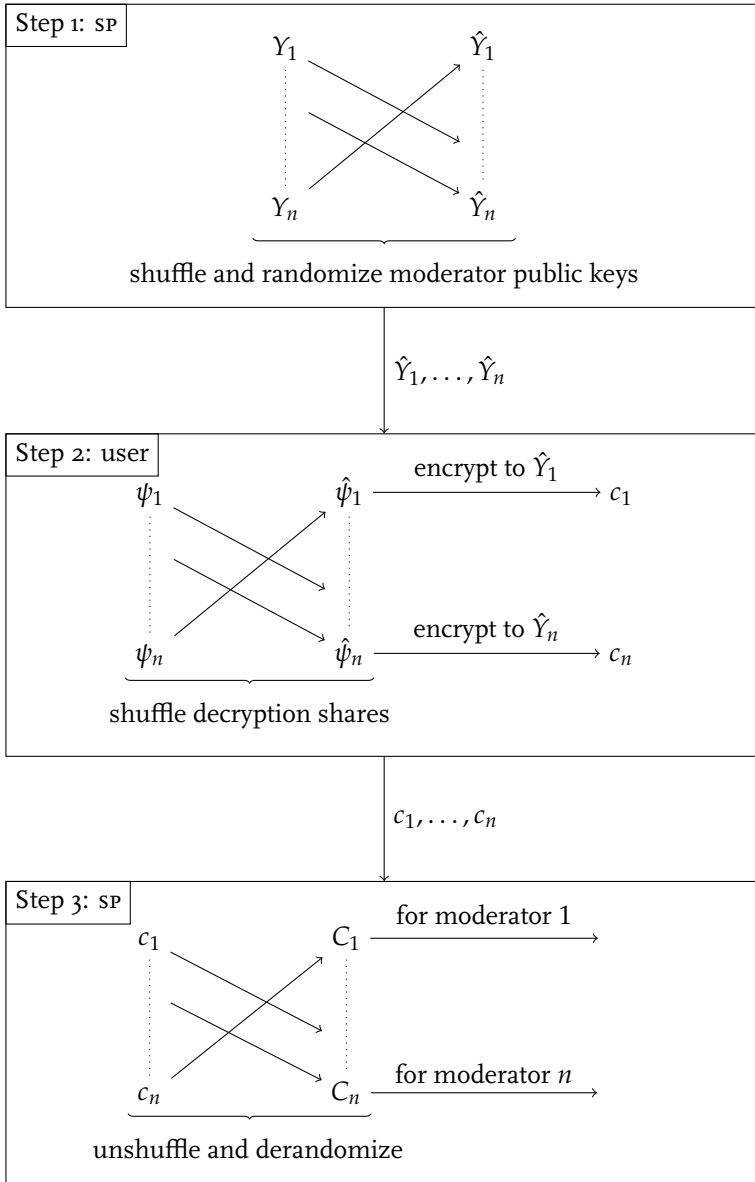 Step 1: SP
Y₁ Ŷ₁
Yₙ Ŷₙ
shuffle and randomize moderator public keys
Ŷ₁, . . . , Ŷₙ
Step 2: user
ψ₁ ψ̂₁ encrypt to Ŷ₁ c₁
ψₙ ψ̂ₙ encrypt to Ŷₙ cₙ
shuffle decryption shares
c₁, . . . , cₙ
Step 3: SP
c₁ C₁ for moderator 1
cₙ Cₙ for moderator n
unshuffle and derandomize